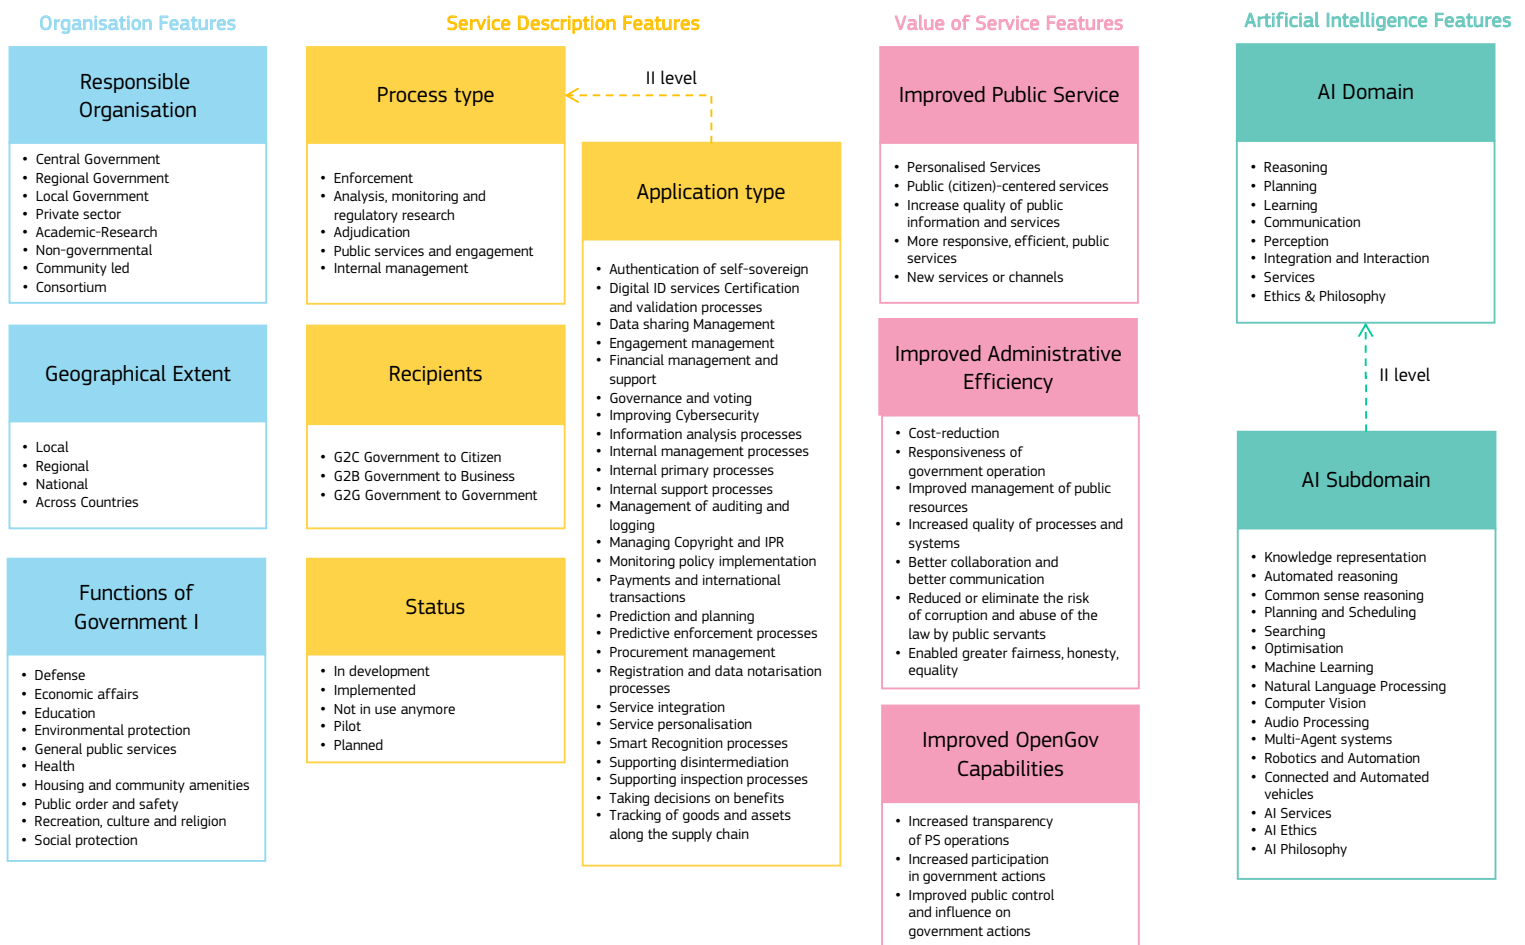 Organisation Features
Responsible
Organisation
• Central Government
• Regional Government
• Local Government
• Private sector
• Academic-Research
• Non-governmental
• Community led
• Consortium
Geographical Extent
• Local
• Regional
• National
• Across Countries
Functions of
Government I
• Defense
• Economic affairs
• Education
• Environmental protection
• General public services
• Health
• Housing and community amenities
• Public order and safety
• Recreation, culture and religion
• Social protection
Service Description Features
Process type
• Enforcement
• Analysis, monitoring and
regulatory research
• Adjudication
• Public services and engagement
• Internal management
II level
Recipients
• G2C Government to Citizen
• G2B Government to Business
• G2G Government to Government
Status
• In development
• Implemented
• Not in use anymore
• Pilot
• Planned
Application type
• Authentication of self-sovereign
• Digital ID services Certification
and validation processes
• Data sharing Management
• Engagement management
• Financial management and
support
• Governance and voting
• Improving Cybersecurity
• Information analysis processes
• Internal management processes
• Internal primary processes
• Internal support processes
• Management of auditing and
logging
• Managing Copyright and IPR
• Monitoring policy implementation
• Payments and international
transactions
• Prediction and planning
• Predictive enforcement processes
• Procurement management
• Registration and data notarisation
processes
• Service integration
• Service personalisation
• Smart Recognition processes
• Supporting disintermediation
• Supporting inspection processes
• Taking decisions on benefits
• Tracking of goods and assets
along the supply chain
Value of Service Features
Improved Public Service
• Personalised Services
• Public (citizen)-centered services
• Increase quality of public
information and services
• More responsive, efficient, public
services
• New services or channels
Improved Administrative
Efficiency
• Cost-reduction
• Responsiveness of
government operation
• Improved management of public
resources
• Increased quality of processes and
systems
• Better collaboration and
better communication
• Reduced or eliminate the risk
of corruption and abuse of the
law by public servants
• Enabled greater fairness, honesty,
equality
Improved OpenGov
Capabilities
• Increased transparency
of PS operations
• Increased participation
in government actions
• Improved public control
and influence on
government actions
Artificial Intelligence Features
AI Domain
• Reasoning
• Planning
• Learning
• Communication
• Perception
• Integration and Interaction
• Services
• Ethics & Philosophy
II level
AI Subdomain
• Knowledge representation
• Automated reasoning
• Common sense reasoning
• Planning and Scheduling
• Searching
• Optimisation
• Machine Learning
• Natural Language Processing
• Computer Vision
• Audio Processing
• Multi-Agent systems
• Robotics and Automation
• Connected and Automated
vehicles
• AI Services
• AI Ethics
• AI Philosophy